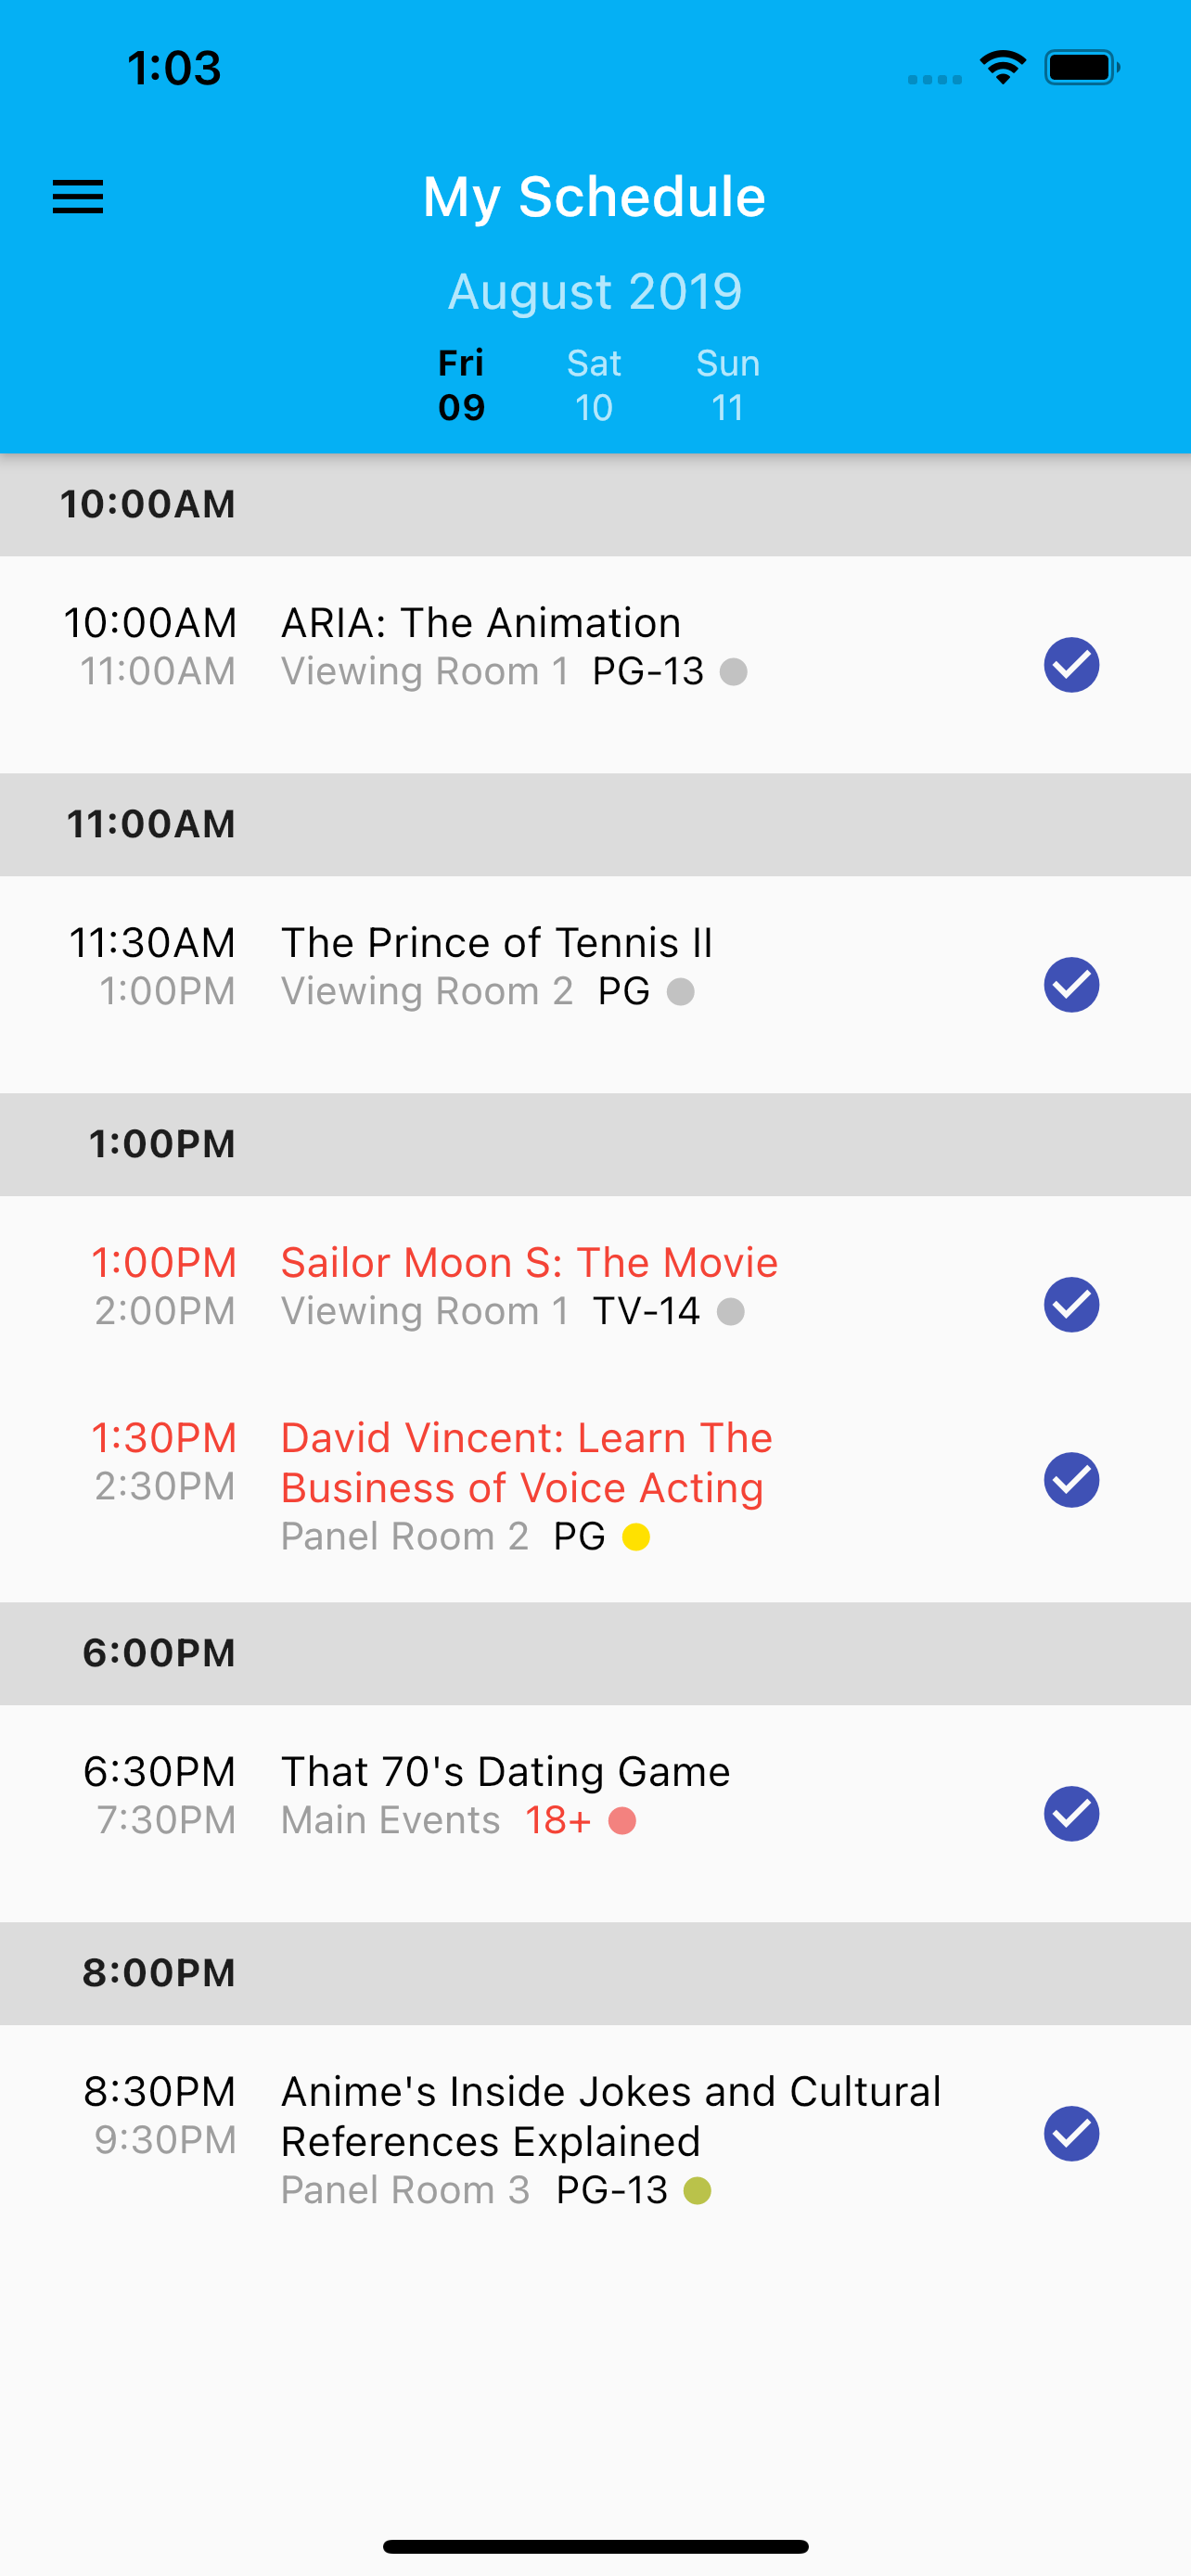 1:03
My Schedule
August 2019
Fri Sat Sun
09 10 11
10:00AM
10:00AM ARIA: The Animation
11:00AM Viewing Room 1 PG-13
11:00AM
11:30AM The Prince of Tennis II
1:00PM Viewing Room 2 PG
1:00PM
1:00PM Sailor Moon S: The Movie
2:00PM Viewing Room 1 TV-14
1:30PM David Vincent: Learn The
2:30PM Business of Voice Acting
Panel Room 2 PG
6:00PM
6:30PM That 70's Dating Game
7:30PM Main Events 18+
8:00PM
8:30PM Anime's Inside Jokes and Cultural
9:30PM References Explained
Panel Room 3 PG-13